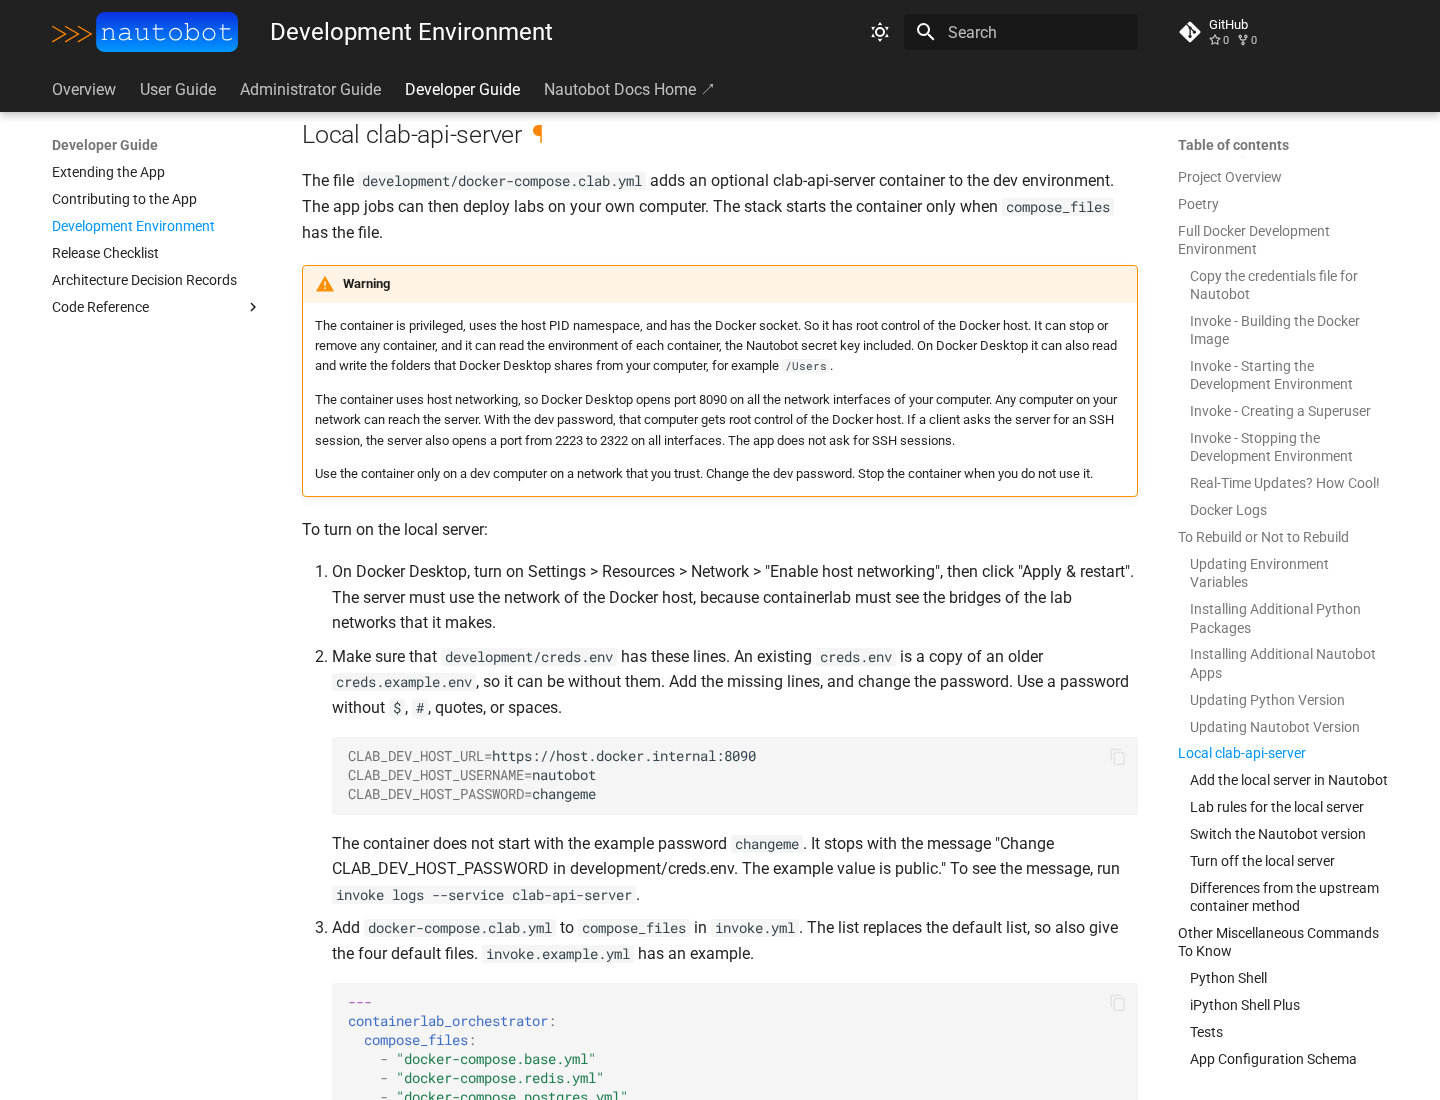 >>> nautobot
Development Environment
Search
GitHub
0 0
Overview
User Guide
Administrator Guide
Developer Guide
Nautobot Docs Home ↗
Developer Guide
Extending the App
Contributing to the App
Development Environment
Release Checklist
Architecture Decision Records
Code Reference
Local clab-api-server ¶
The file development/docker-compose.clab.yml adds an optional clab-api-server container to the dev environment.
The app jobs can then deploy labs on your own computer. The stack starts the container only when compose_files
has the file.
Warning
The container is privileged, uses the host PID namespace, and has the Docker socket. So it has root control of the Docker host. It can stop or
remove any container, and it can read the environment of each container, the Nautobot secret key included. On Docker Desktop it can also read
and write the folders that Docker Desktop shares from your computer, for example /Users.
The container uses host networking, so Docker Desktop opens port 8090 on all the network interfaces of your computer. Any computer on your
network can reach the server. With the dev password, that computer gets root control of the Docker host. If a client asks the server for an SSH
session, the server also opens a port from 2223 to 2322 on all interfaces. The app does not ask for SSH sessions.
Use the container only on a dev computer on a network that you trust. Change the dev password. Stop the container when you do not use it.
To turn on the local server:
1. On Docker Desktop, turn on Settings > Resources > Network > "Enable host networking", then click "Apply & restart".
The server must use the network of the Docker host, because containerlab must see the bridges of the lab
networks that it makes.
2. Make sure that development/creds.env has these lines. An existing creds.env is a copy of an older
creds.example.env, so it can be without them. Add the missing lines, and change the password. Use a password
without $, #, quotes, or spaces.
CLAB_DEV_HOST_URL=https://host.docker.internal:8090
CLAB_DEV_HOST_USERNAME=nautobot
CLAB_DEV_HOST_PASSWORD=changeme
The container does not start with the example password changeme. It stops with the message "Change
CLAB_DEV_HOST_PASSWORD in development/creds.env. The example value is public." To see the message, run
invoke logs --service clab-api-server.
3. Add docker-compose.clab.yml to compose_files in invoke.yml. The list replaces the default list, so also give
the four default files. invoke.example.yml has an example.
---
containerlab_orchestrator:
compose_files:
- "docker-compose.base.yml"
- "docker-compose.redis.yml"
- "docker-compose.postgres.yml"
Table of contents
Project Overview
Poetry
Full Docker Development
Environment
Copy the credentials file for
Nautobot
Invoke - Building the Docker
Image
Invoke - Starting the
Development Environment
Invoke - Creating a Superuser
Invoke - Stopping the
Development Environment
Real-Time Updates? How Cool!
Docker Logs
To Rebuild or Not to Rebuild
Updating Environment
Variables
Installing Additional Python
Packages
Installing Additional Nautobot
Apps
Updating Python Version
Updating Nautobot Version
Local clab-api-server
Add the local server in Nautobot
Lab rules for the local server
Switch the Nautobot version
Turn off the local server
Differences from the upstream
container method
Other Miscellaneous Commands
To Know
Python Shell
iPython Shell Plus
Tests
App Configuration Schema